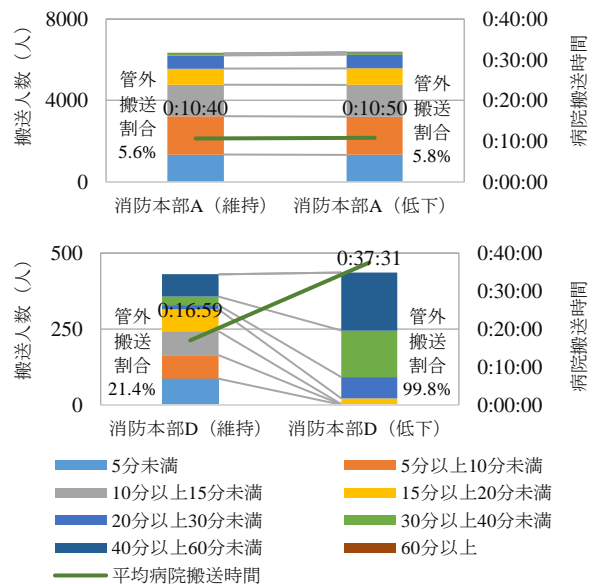 8000
4000
0
搬送人数（人）
0:40:00
0:30:00
0:20:00
0:10:00
0:00:00
病院搬送時間
管外
搬送
割合
5.6%
0:10:40
0:10:50
管外
搬送
割合
5.8%
消防本部A（維持）
消防本部A（低下）
500
250
0
搬送人数（人）
0:40:00
0:30:00
0:20:00
0:10:00
0:00:00
病院搬送時間
管外
搬送
割合
21.4%
0:16:59
0:37:31
管外
搬送
割合
99.8%
消防本部D（維持）
消防本部D（低下）
5分未満
5分以上10分未満
10分以上15分未満
15分以上20分未満
20分以上30分未満
30分以上40分未満
40分以上60分未満
60分以上
平均病院搬送時間